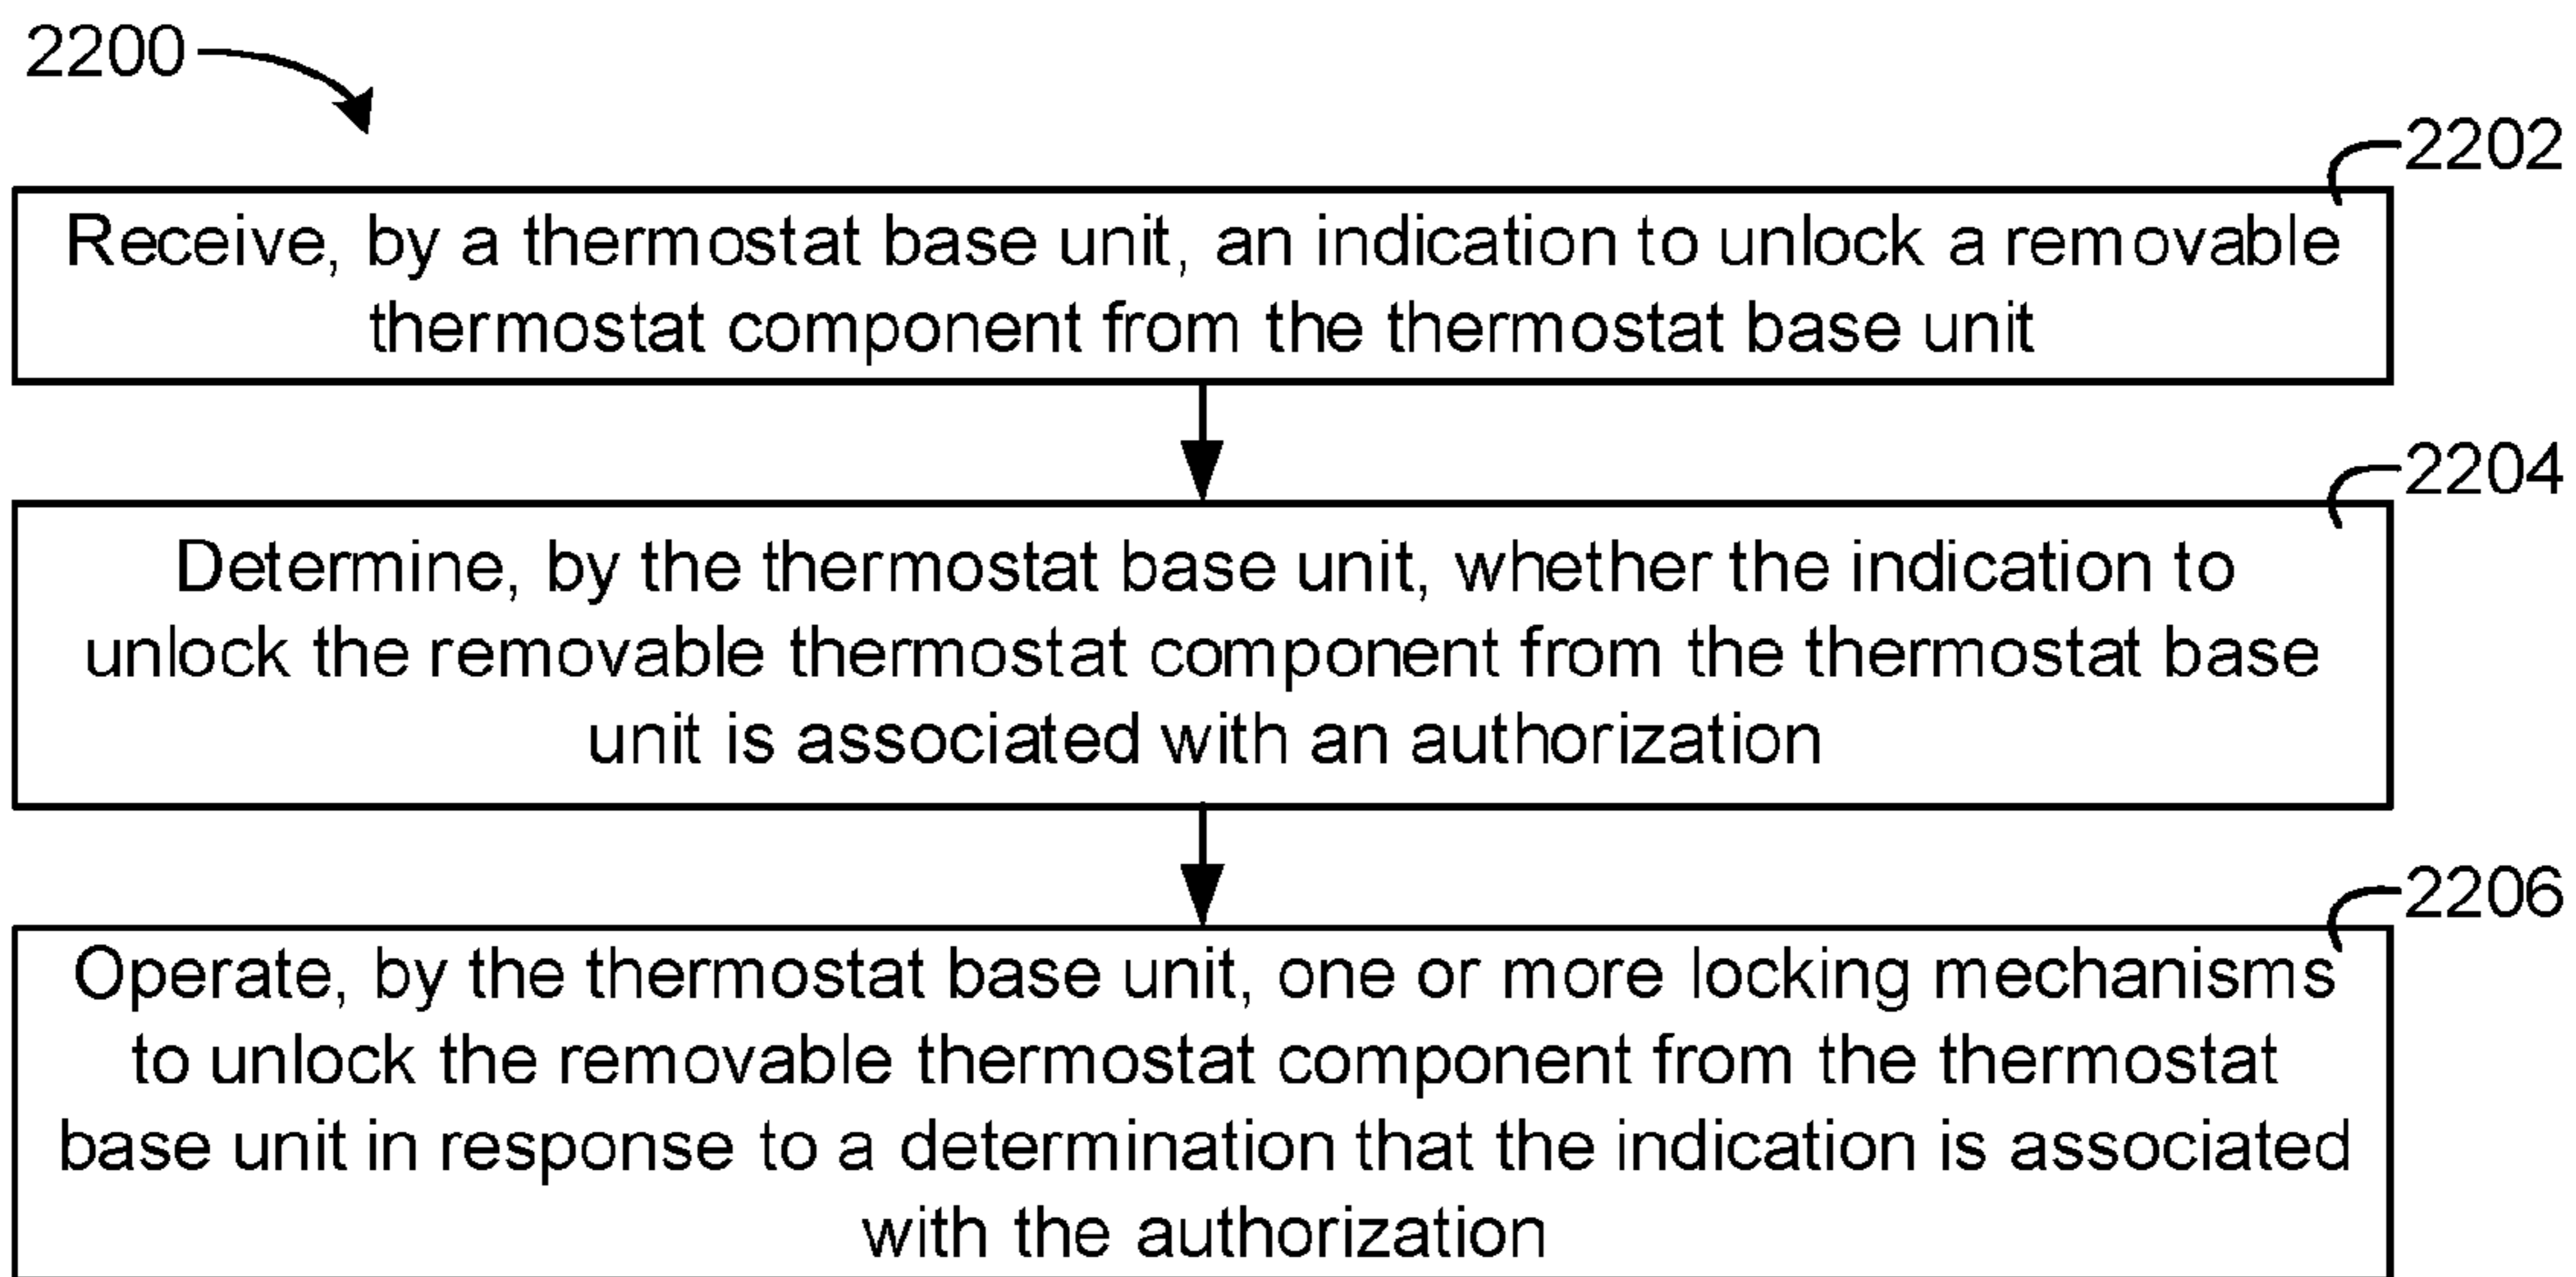 2200
2202
Receive, by a thermostat base unit, an indication to unlock a removable
thermostat component from the thermostat base unit
2204
Determine, by the thermostat base unit, whether the indication to
unlock the removable thermostat component from the thermostat base
unit is associated with an authorization
2206
Operate, by the thermostat base unit, one or more locking mechanisms
to unlock the removable thermostat component from the thermostat
base unit in response to a determination that the indication is associated
with the authorization